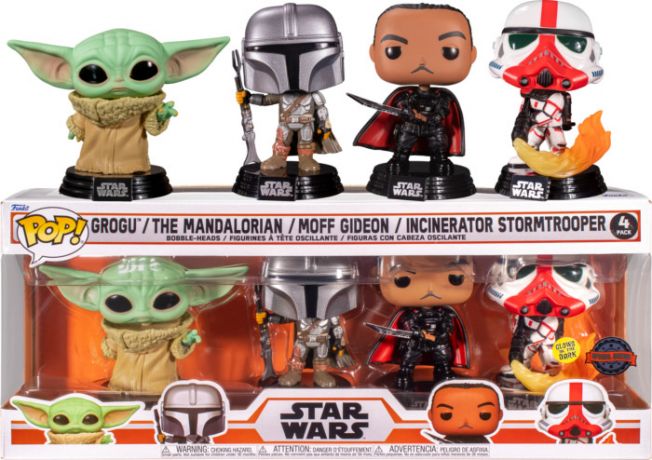 STAR WARS
STAR WARS
STAR WARS
STAR WARS
Funko
POP!
GROGU™ / THE MANDALORIAN / MOFF GIDEON / INCINERATOR STORMTROOPER
4 PACK
BOBBLE-HEADS / FIGURINES À TÊTE OSCILLANTE / FIGURAS CON CABEZA OSCILANTE
GLOWS IN THE DARK
SPECIAL EDITION
STAR WARS
WARNING: CHOKING HAZARD.
ATTENTION: DANGER D'ÉTOUFFEMENT.
ADVERTENCIA: PELIGRO DE ASFIXIA.